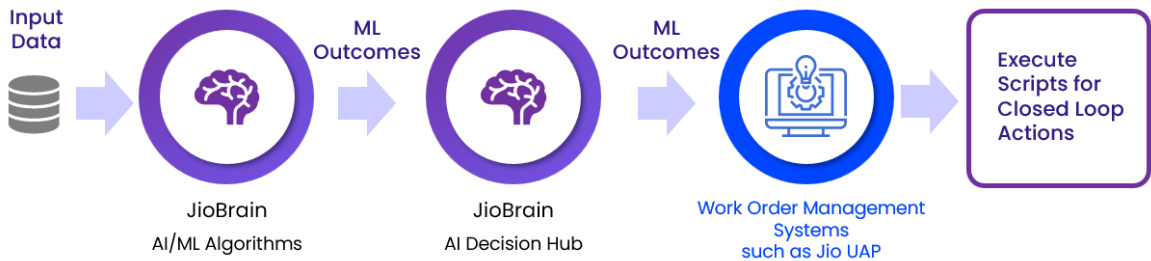 Input
Data
ML
Outcomes
ML
Outcomes
Execute
Scripts for
Closed Loop
Actions
JioBrain
AI/ML Algorithms
JioBrain
AI Decision Hub
Work Order Management
Systems
such as Jio UAP